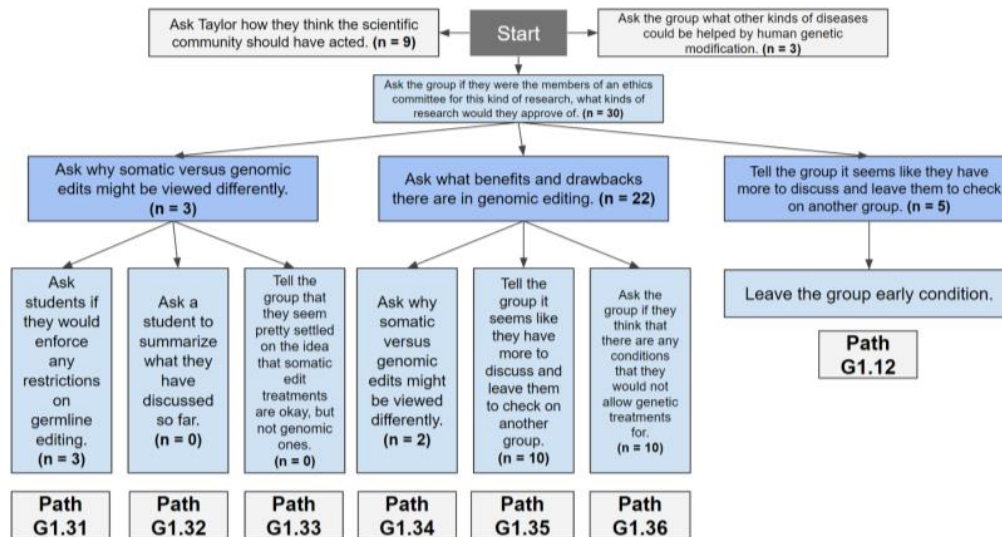 Ask Taylor how they think the scientific
community should have acted. (n = 9)
Start
Ask the group what other kinds of diseases
could be helped by human genetic
modification. (n = 3)
Ask the group if they were the members of an ethics
committee for this kind of research, what kinds of
research would they approve of. (n = 30)
Ask why somatic versus genomic
edits might be viewed differently.
(n = 3)
Ask what benefits and drawbacks
there are in genomic editing. (n = 22)
Tell the group it seems like they have
more to discuss and leave them to check
on another group. (n = 5)
Ask
students if
they would
enforce
any
restrictions
on
germline
editing.
(n = 3)
Ask a
student to
summarize
what they
have
discussed
so far.
(n = 0)
Tell the
group that
they seem
pretty settled
on the idea
that somatic
edit
treatments
are okay, but
not genomic
ones.
(n = 0)
Ask why
somatic
versus
genomic
edits might
be viewed
differently.
(n = 2)
Tell the
group it
seems like
they have
more to
discuss and
leave them
to check on
another
group.
(n = 10)
Ask the
group if they
think that
there are any
conditions
that they
would not
allow genetic
treatments
for.
(n = 10)
Leave the group early condition.
Path
G1.12
Path
G1.31
Path
G1.32
Path
G1.33
Path
G1.34
Path
G1.35
Path
G1.36